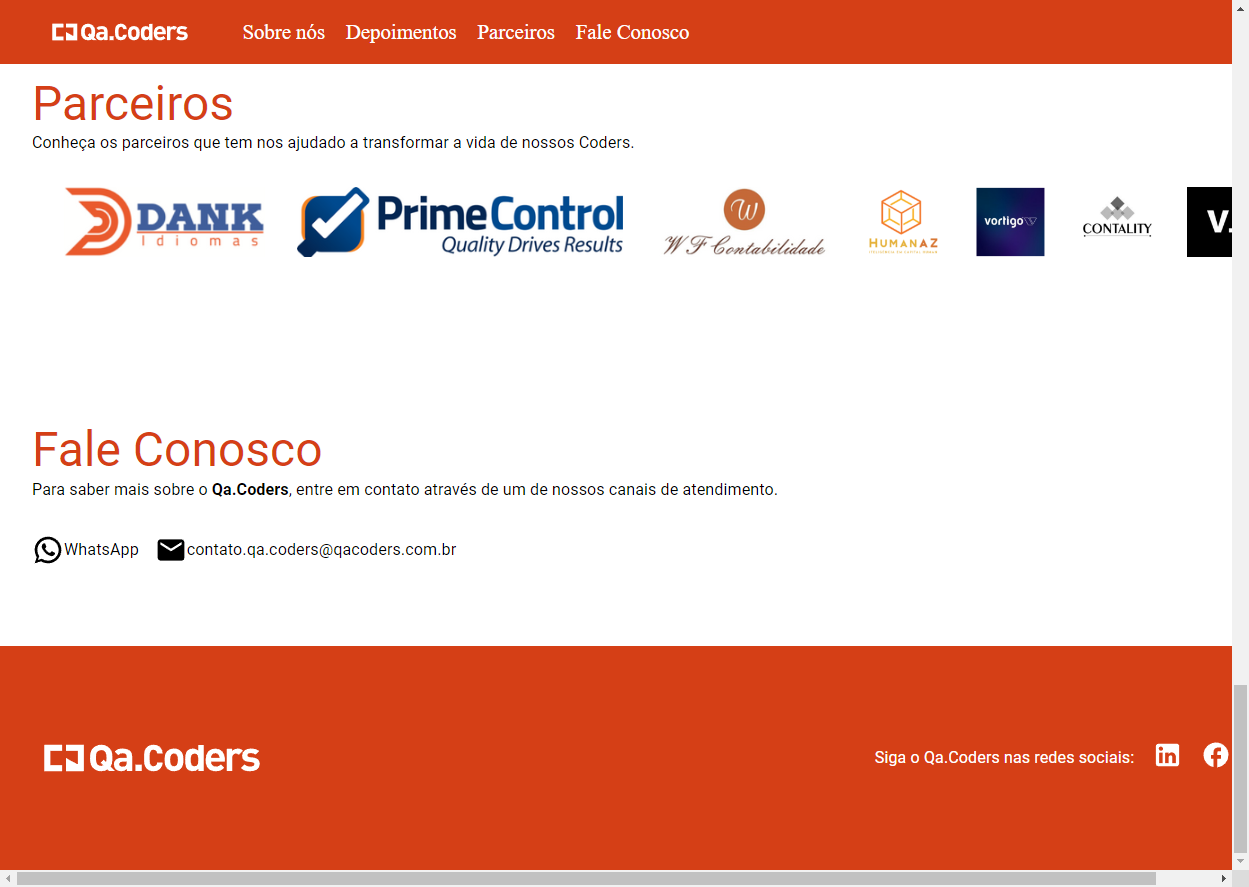 Qa.Coders Sobre nós Depoimentos Parceiros Fale Conosco
Parceiros
Conheça os parceiros que tem nos ajudado a transformar a vida de nossos Coders.
DANK
Idiomas
PrimeControl
Quality Drives Results
W
WF Contabilidade
HUMANAZ
vortigo
CONTALITY
V.
Fale Conosco
Para saber mais sobre o Qa.Coders, entre em contato através de um de nossos canais de atendimento.
WhatsApp contato.qa.coders@qacoders.com.br
Qa.Coders
Siga o Qa.Coders nas redes sociais: in f